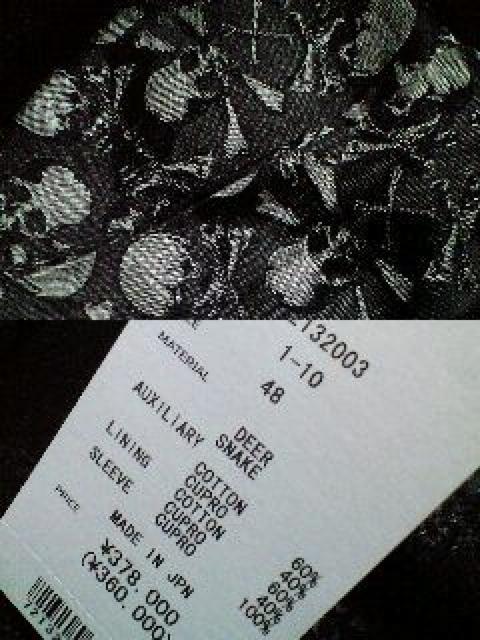 132003
1-10
48
MATERIAL DEER
AUXILIARY SNAKE
LINING COTTON 60%
CUPRO 40%
SLEEVE COTTON 60%
CUPRO 40%
CUPRO 100%
MADE IN JPN
PRICE ¥378.000
(¥360.000)